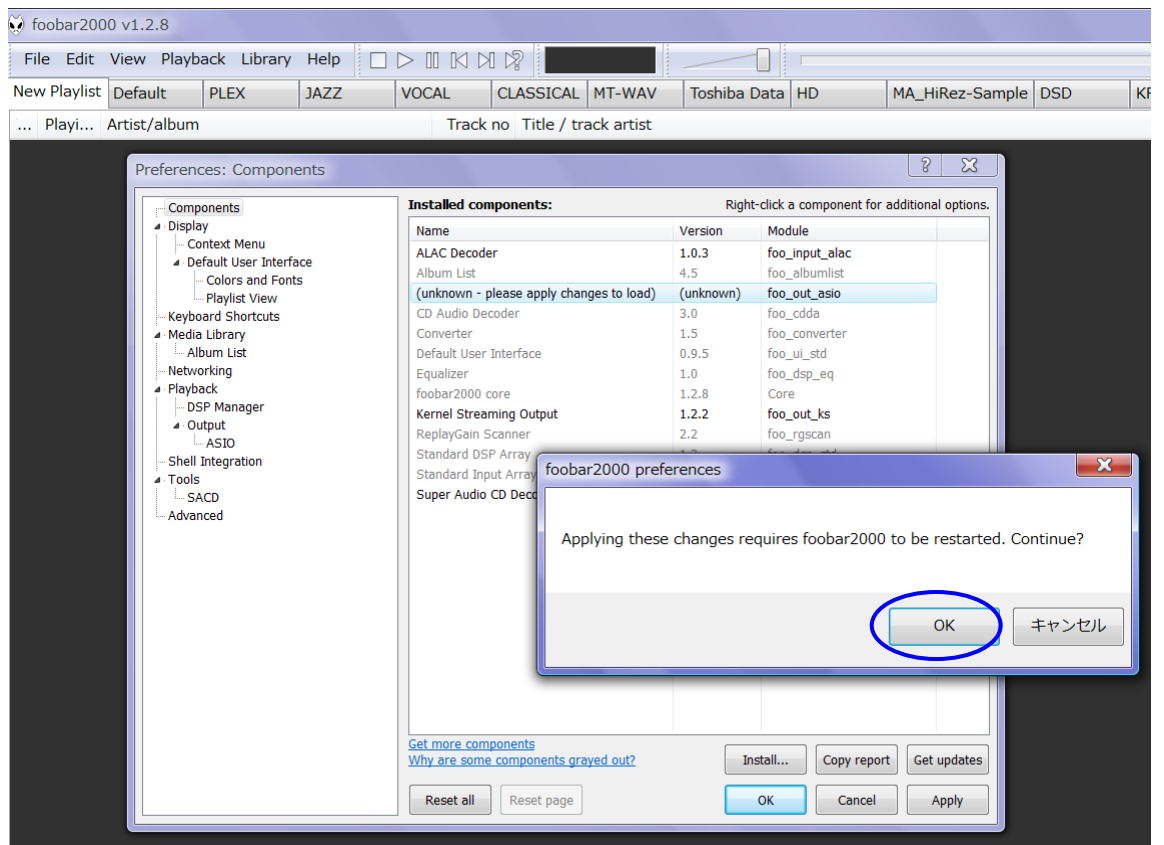 foobar2000 v1.2.8
File Edit View Playback Library Help
New Playlist Default PLEX JAZZ VOCAL CLASSICAL MT-WAV Toshiba Data HD MA_HiRez-Sample DSD
... Playi... Artist/album Track no Title / track artist
Preferences: Components
Components
Display
Context Menu
Default User Interface
Colors and Fonts
Playlist View
Keyboard Shortcuts
Media Library
Album List
Networking
Playback
DSP Manager
Output
ASIO
Shell Integration
Tools
SACD
Advanced
Installed components: Right-click a component for additional options.
Name Version Module
ALAC Decoder 1.0.3 foo_input_alac
Album List 4.5 foo_albumlist
(unknown - please apply changes to load) (unknown) foo_out_asio
CD Audio Decoder 3.0 foo_cdda
Converter 1.5 foo_converter
Default User Interface 0.9.5 foo_ui_std
Equalizer 1.0 foo_dsp_eq
foobar2000 core 1.2.8 Core
Kernel Streaming Output 1.2.2 foo_out_ks
ReplayGain Scanner 2.2 foo_rgscan
Standard DSP Array
Standard Input Array
Super Audio CD
foobar2000 preferences
Applying these changes requires foobar2000 to be restarted. Continue?
OK キャンセル
Get more components
Why are some components grayed out?
Install... Copy report Get updates
Reset all Reset page OK Cancel Apply